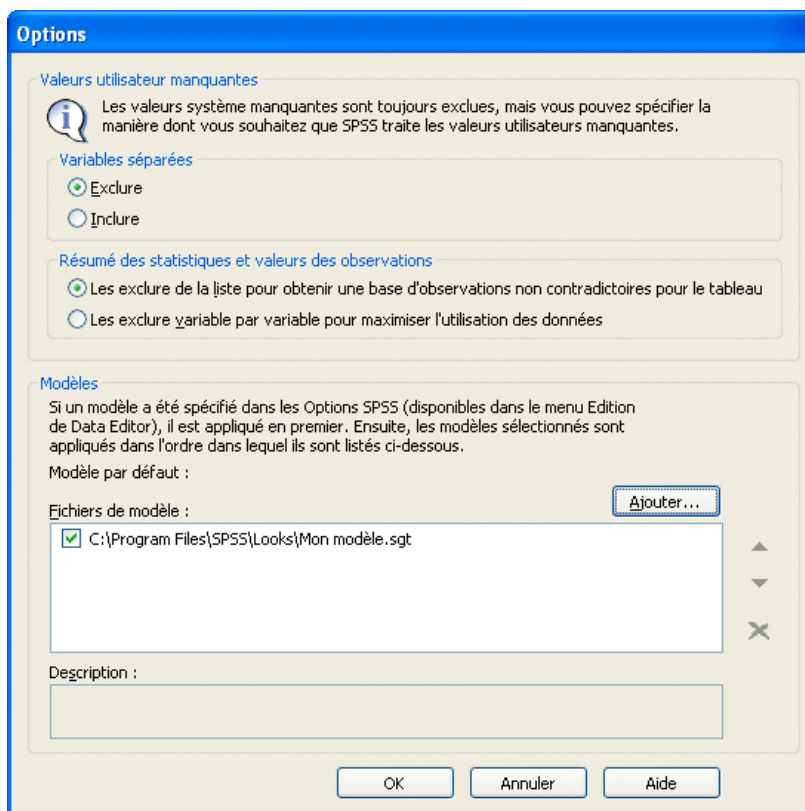 Options
Valeurs utilisateur manquantes
Les valeurs système manquantes sont toujours exclues, mais vous pouvez spécifier la
manière dont vous souhaitez que SPSS traite les valeurs utilisateurs manquantes.
Variables séparées
Exclure
Inclure
Résumé des statistiques et valeurs des observations
Les exclure de la liste pour obtenir une base d'observations non contradictoires pour le tableau
Les exclure variable par variable pour maximiser l'utilisation des données
Modèles
Si un modèle a été spécifié dans les Options SPSS (disponibles dans le menu Edition
de Data Editor), il est appliqué en premier. Ensuite, les modèles sélectionnés sont
appliqués dans l'ordre dans lequel ils sont listés ci-dessous.
Modèle par défaut :
Ajouter...
Fichiers de modèle :
C:\Program Files\SPSS\Looks\Mon modèle.sgt
Description :
OK
Annuler
Aide